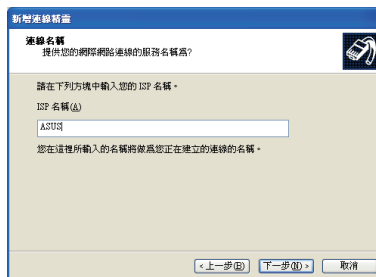 新增連線精靈
連線名稱
提供您的網際網路連線的服務名稱為?
請在下列方塊中輸入您的 ISP 名稱。
ISP 名稱(A)
ASUS
您在這裡所輸入的名稱將做為您正在建立的連線的名稱。
<上一步(B)
下一步(N)>
取消